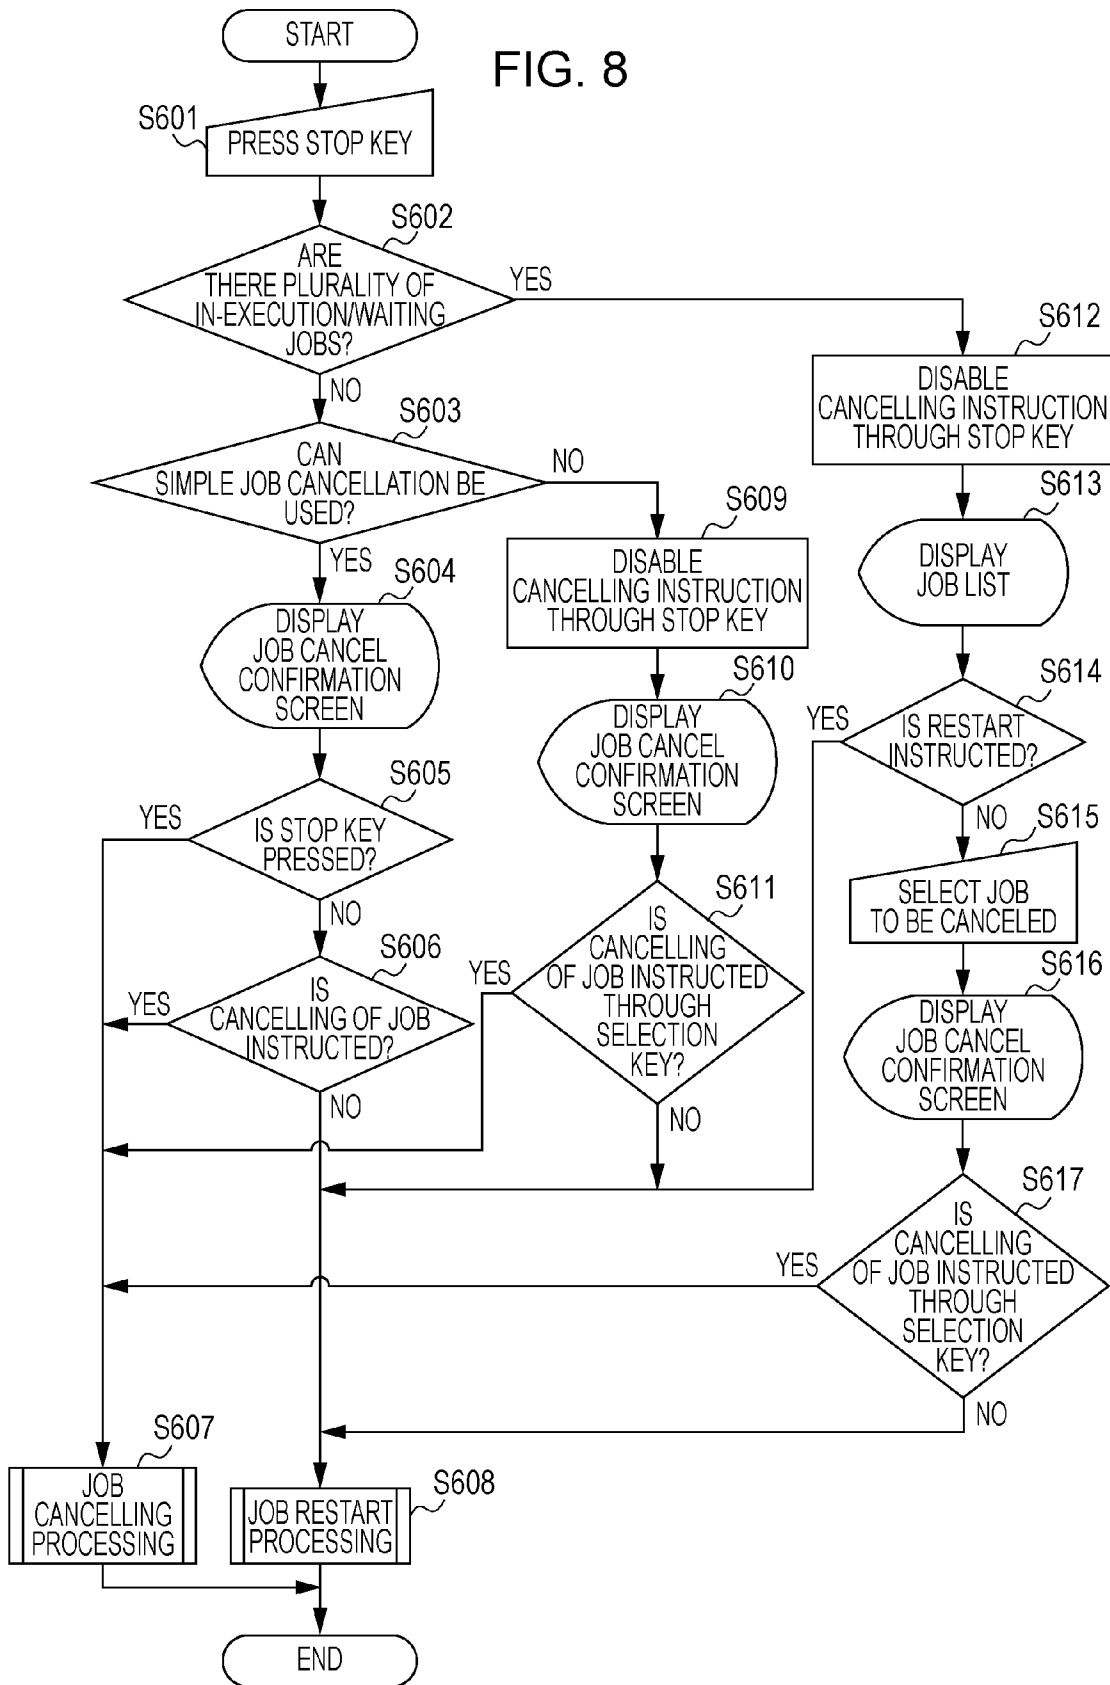 START
FIG. 8
S601
PRESS STOP KEY
S602
ARE
THERE PLURALITY OF
IN-EXECUTION/WAITING
JOBS?
YES
NO
S603
CAN
SIMPLE JOB CANCELLATION BE
USED?
NO
YES
S604
DISPLAY
JOB CANCEL
CONFIRMATION
SCREEN
S605
IS STOP KEY
PRESSED?
YES
NO
S606
IS
CANCELLING OF JOB
INSTRUCTED?
YES
NO
S607
JOB
CANCELLING
PROCESSING
S608
JOB RESTART
PROCESSING
END
S609
DISABLE
CANCELLING INSTRUCTION
THROUGH STOP KEY
S610
DISPLAY
JOB CANCEL
CONFIRMATION
SCREEN
S611
IS
CANCELLING
OF JOB INSTRUCTED
THROUGH
SELECTION
KEY?
YES
NO
S612
DISABLE
CANCELLING INSTRUCTION
THROUGH STOP KEY
S613
DISPLAY
JOB LIST
S614
IS RESTART
INSTRUCTED?
YES
NO
S615
SELECT JOB
TO BE CANCELED
S616
DISPLAY
JOB CANCEL
CONFIRMATION
SCREEN
S617
IS
CANCELLING
OF JOB INSTRUCTED
THROUGH
SELECTION
KEY?
YES
NO